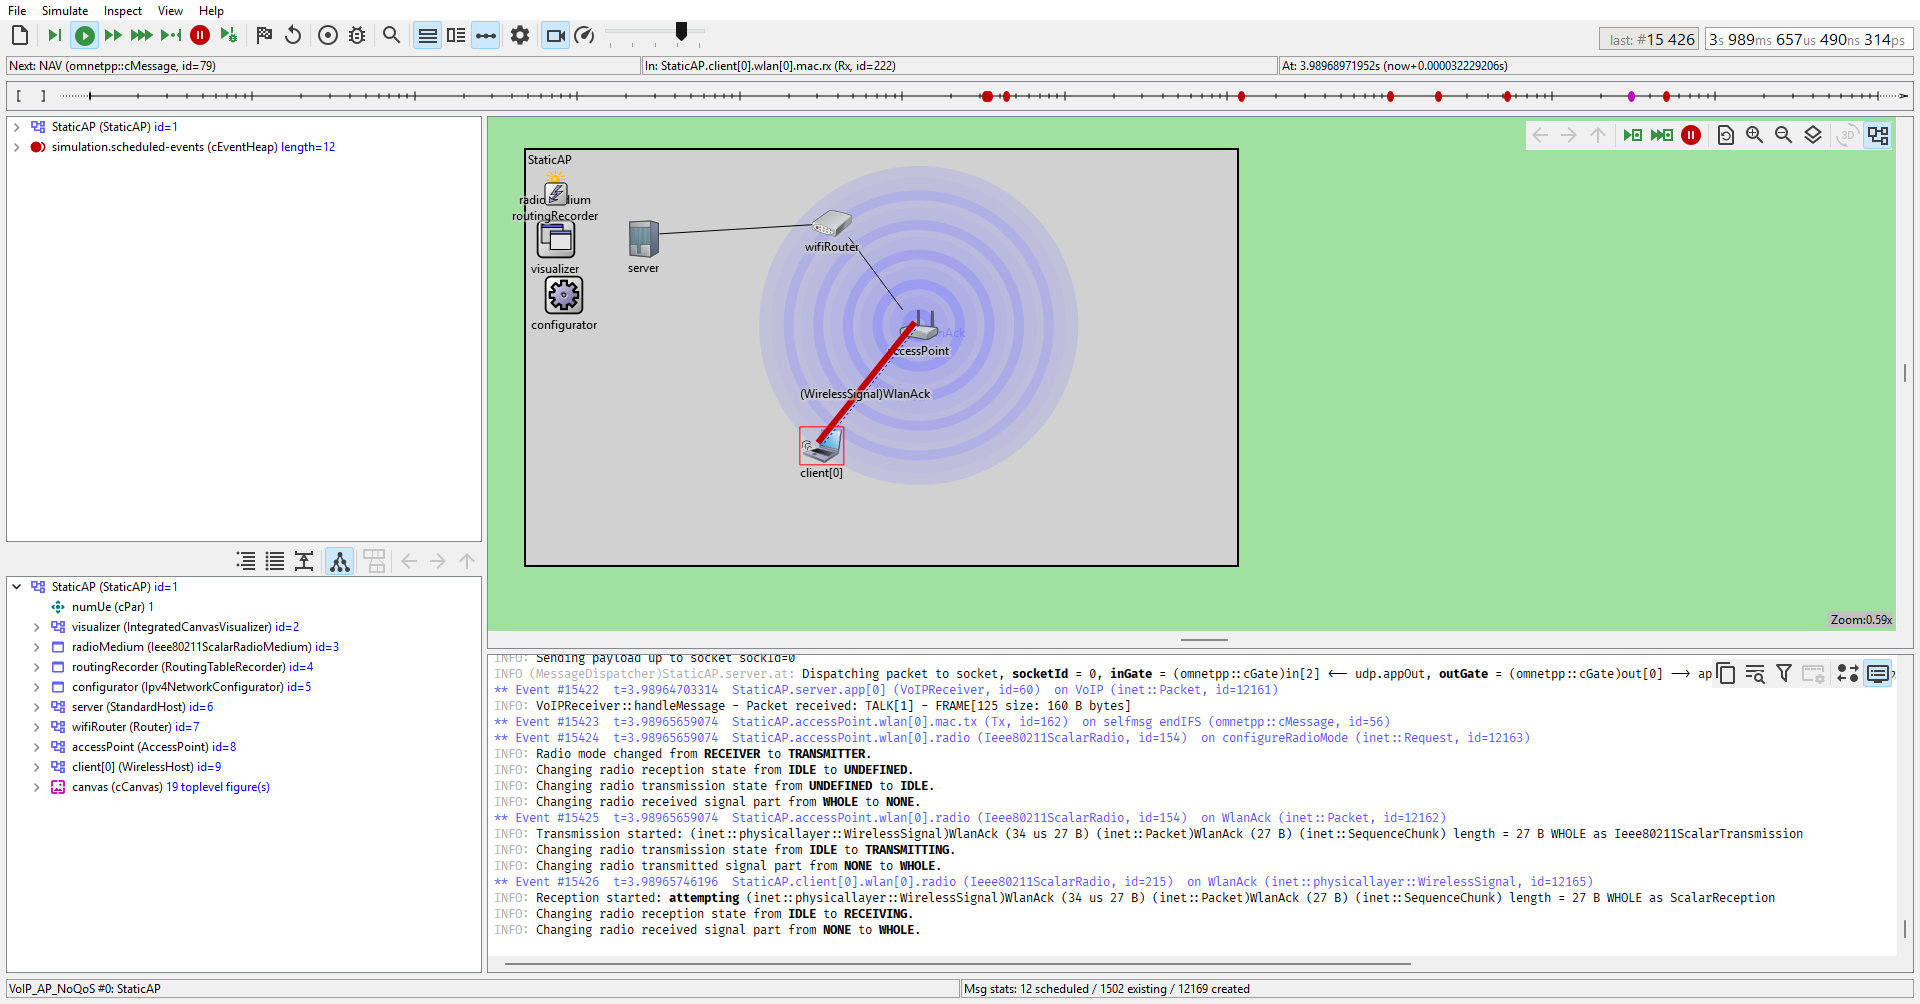 File Simulate Inspect View Help
last: #15 426
3s 989ms 657us 490ns 314ps
Next: NAV (omnetpp::cMessage, id=79)
In: StaticAP.client[0].wlan[0].mac.rx (Rx, id=222)
At: 3.98968971952s (now+0.000032229206s)
[ ]
StaticAP (StaticAP) id=1
simulation.scheduled-events (cEventHeap) length=12
StaticAP (StaticAP) id=1
numUe (cPar) 1
visualizer (IntegratedCanvasVisualizer) id=2
radioMedium (Ieee80211ScalarRadioMedium) id=3
routingRecorder (RoutingTableRecorder) id=4
configurator (Ipv4NetworkConfigurator) id=5
server (StandardHost) id=6
wifiRouter (Router) id=7
accessPoint (AccessPoint) id=8
client[0] (WirelessHost) id=9
canvas (cCanvas) 19 toplevel figure(s)
3D
StaticAP
routingRecorder
visualizer
configurator
server
wifiRouter
ccessPoint
(WirelessSignal)WlanAck
client[0]
Zoom:0.59x
INFO: Sending payload up to socket sockId=0
INFO (MessageDispatcher)StaticAP.server.at: Dispatching packet to socket, socketId = 0, inGate = (omnetpp::cGate)in[2] <-- udp.appOut, outGate = (omnetpp::cGate)out[0] --> ap
** Event #15422 t=3.98964703314 StaticAP.server.app[0] (VoIPReceiver, id=60) on VoIP (inet::Packet, id=12161)
INFO: VoIPReceiver::handleMessage - Packet received: TALK[1] - FRAME[125 size: 160 B bytes]
** Event #15423 t=3.98965659074 StaticAP.accessPoint.wlan[0].mac.tx (Tx, id=162) on selfmsg endIFS (omnetpp::cMessage, id=56)
** Event #15424 t=3.98965659074 StaticAP.accessPoint.wlan[0].radio (Ieee80211ScalarRadio, id=154) on configureRadioMode (inet::Request, id=12163)
INFO: Radio mode changed from RECEIVER to TRANSMITTER.
INFO: Changing radio reception state from IDLE to UNDEFINED.
INFO: Changing radio transmission state from UNDEFINED to IDLE.
INFO: Changing radio received signal part from WHOLE to NONE.
** Event #15425 t=3.98965659074 StaticAP.accessPoint.wlan[0].radio (Ieee80211ScalarRadio, id=154) on WlanAck (inet::Packet, id=12162)
INFO: Transmission started: (inet::physicallayer::WirelessSignal)WlanAck (34 us 27 B) (inet::Packet)WlanAck (27 B) (inet::SequenceChunk) length = 27 B WHOLE as Ieee80211ScalarTransmission
INFO: Changing radio transmission state from IDLE to TRANSMITTING.
INFO: Changing radio transmitted signal part from NONE to WHOLE.
** Event #15426 t=3.98965746196 StaticAP.client[0].wlan[0].radio (Ieee80211ScalarRadio, id=215) on WlanAck (inet::physicallayer::WirelessSignal, id=12165)
INFO: Reception started: attempting (inet::physicallayer::WirelessSignal)WlanAck (34 us 27 B) (inet::Packet)WlanAck (27 B) (inet::SequenceChunk) length = 27 B WHOLE as ScalarReception
INFO: Changing radio reception state from IDLE to RECEIVING.
INFO: Changing radio received signal part from NONE to WHOLE.
VoIP_AP_NoQoS #0: StaticAP
Msg stats: 12 scheduled / 1502 existing / 12169 created